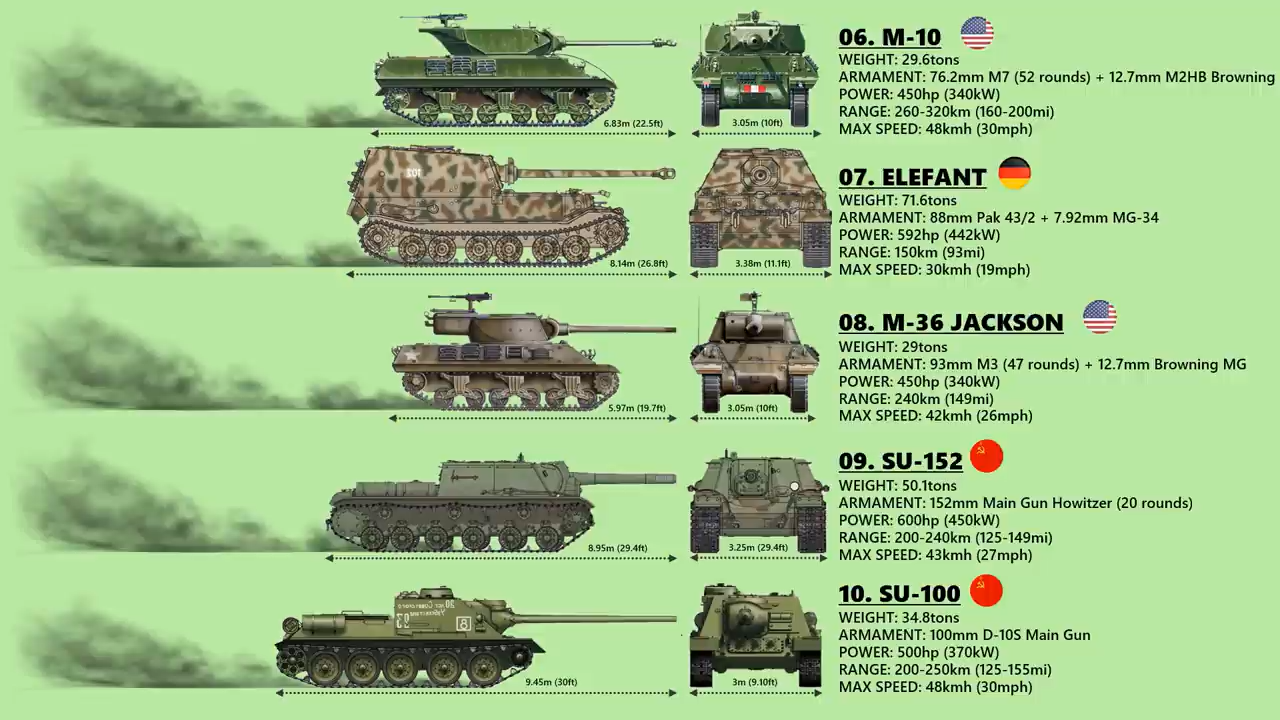 06. M-10
WEIGHT: 29.6tons
ARMAMENT: 76.2mm M7 (52 rounds) + 12.7mm M2HB Browning
POWER: 450hp (340kW)
RANGE: 260-320km (160-200mi)
MAX SPEED: 48kmh (30mph)
6.83m (22.5ft)
3.05m (10ft)
07. ELEFANT
WEIGHT: 71.6tons
ARMAMENT: 88mm Pak 43/2 + 7.92mm MG-34
POWER: 592hp (442kW)
RANGE: 150km (93mi)
MAX SPEED: 30kmh (19mph)
8.14m (26.8ft)
3.38m (11.1ft)
08. M-36 JACKSON
WEIGHT: 29tons
ARMAMENT: 93mm M3 (47 rounds) + 12.7mm Browning MG
POWER: 450hp (340kW)
RANGE: 240km (149mi)
MAX SPEED: 42kmh (26mph)
5.97m (19.7ft)
3.05m (10ft)
09. SU-152
WEIGHT: 50.1tons
ARMAMENT: 152mm Main Gun Howitzer (20 rounds)
POWER: 600hp (450kW)
RANGE: 200-240km (125-149mi)
MAX SPEED: 43kmh (27mph)
8.95m (29.4ft)
3.25m (29.4ft)
10. SU-100
WEIGHT: 34.8tons
ARMAMENT: 100mm D-10S Main Gun
POWER: 500hp (370kW)
RANGE: 200-250km (125-155mi)
MAX SPEED: 48kmh (30mph)
9.45m (30ft)
3m (9.10ft)